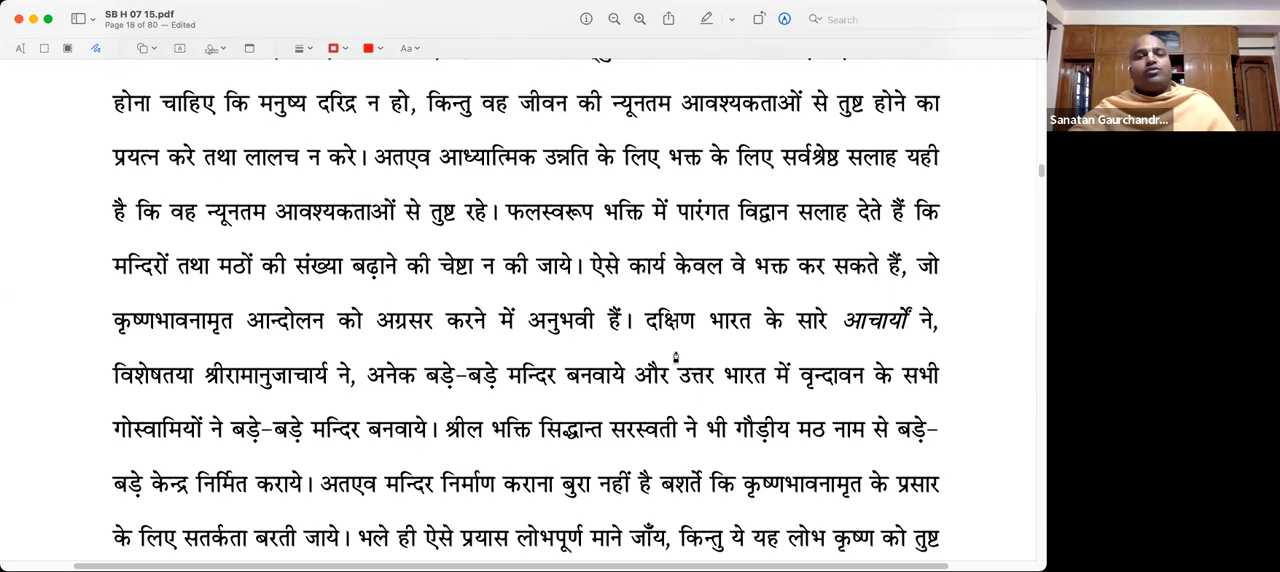 SB H 07 15.pdf
Page 18 of 80 – Edited
Search
होना चाहिए कि मनुष्य दरिद्र न हो, किन्तु वह जीवन की न्यूनतम आवश्यकताओं से तुष्ट होने का
प्रयत्न करे तथा लालच न करे। अतएव आध्यात्मिक उन्नति के लिए भक्त के लिए सर्वश्रेष्ठ सलाह यही
है कि वह न्यूनतम आवश्यकताओं से तुष्ट रहे। फलस्वरूप भक्ति में पारंगत विद्वान सलाह देते हैं कि
मन्दिरों तथा मठों की संख्या बढ़ाने की चेष्टा न की जाये। ऐसे कार्य केवल वे भक्त कर सकते हैं, जो
कृष्णभावनामृत आन्दोलन को अग्रसर करने में अनुभवी हैं। दक्षिण भारत के सारे आचार्यों ने,
विशेषतया श्रीरामानुजाचार्य ने, अनेक बड़े-बड़े मन्दिर बनवाये और उत्तर भारत में वृन्दावन के सभी
गोस्वामियों ने बड़े-बड़े मन्दिर बनवाये। श्रील भक्ति सिद्धान्त सरस्वती ने भी गौड़ीय मठ नाम से बड़े-
बड़े केन्द्र निर्मित कराये। अतएव मन्दिर निर्माण कराना बुरा नहीं है बशर्ते कि कृष्णभावनामृत के प्रसार
के लिए सतर्कता बरती जाये। भले ही ऐसे प्रयास लोभपूर्ण माने जाँय, किन्तु ये यह लोभ कृष्ण को तुष्ट
Sanatan Gaurchandr...